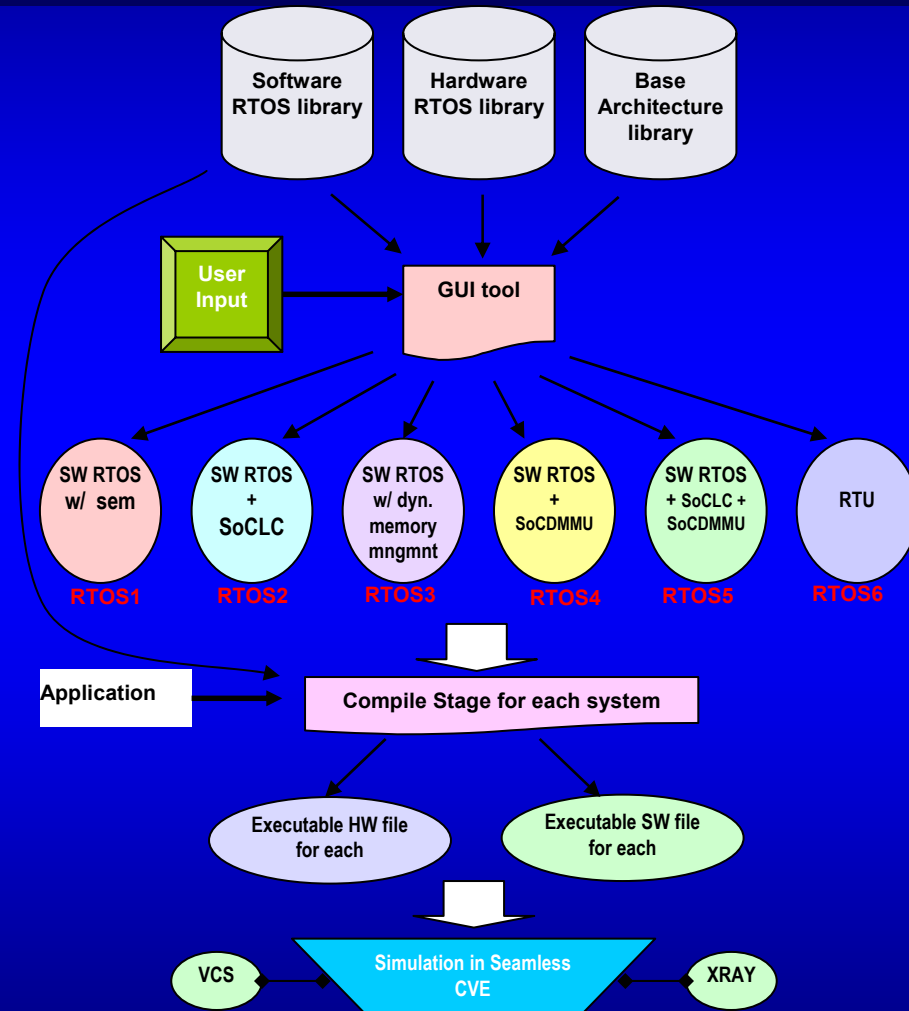 Software
RTOS library
Hardware
RTOS library
Base
Architecture
library
User
Input
GUI tool
SW RTOS
w/ sem
SW RTOS
+
SoCLC
SW RTOS
w/ dyn.
memory
mngmnt
SW RTOS
+
SoCDMMU
SW RTOS
+ SoCLC +
SoCDMMU
RTU
RTOS1
RTOS2
RTOS3
RTOS4
RTOS5
RTOS6
Application
Compile Stage for each system
Executable HW file
for each
Executable SW file
for each
VCS
Simulation in Seamless
CVE
XRAY